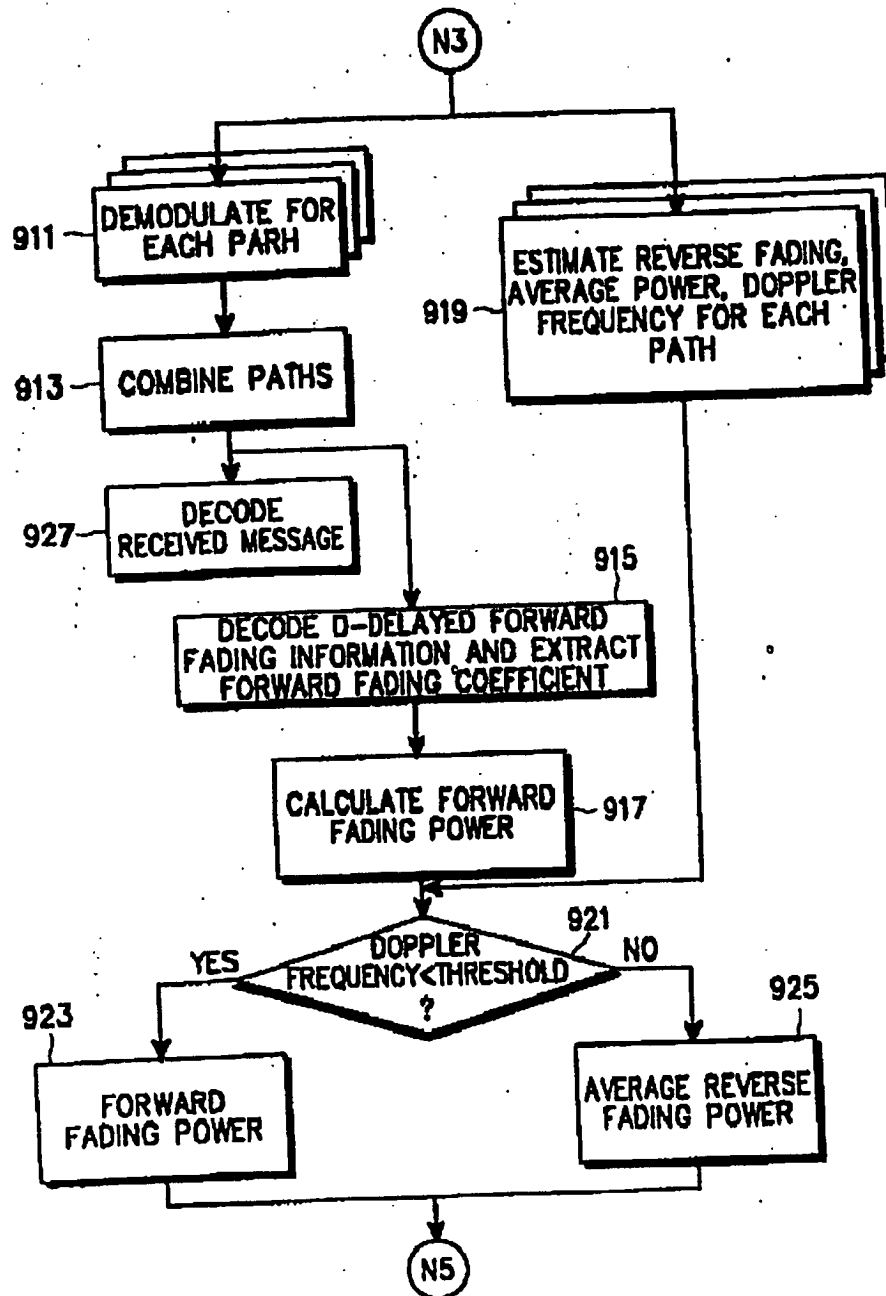 N3
911
DEMODULATE FOR
EACH PARH
919
ESTIMATE REVERSE FADING,
AVERAGE POWER, DOPPLER
FREQUENCY FOR EACH
PATH
913
COMBINE PATHS
927
DECODE
RECEIVED MESSAGE
915
DECODE D-DELAYED FORWARD
FADING INFORMATION AND EXTRACT
FORWARD FADING COEFFICIENT
CALCULATE FORWARD
FADING POWER
917
921
YES
DOPPLER
FREQUENCY<THRESHOLD
?
NO
923
FORWARD
FADING POWER
925
AVERAGE REVERSE
FADING POWER
N5